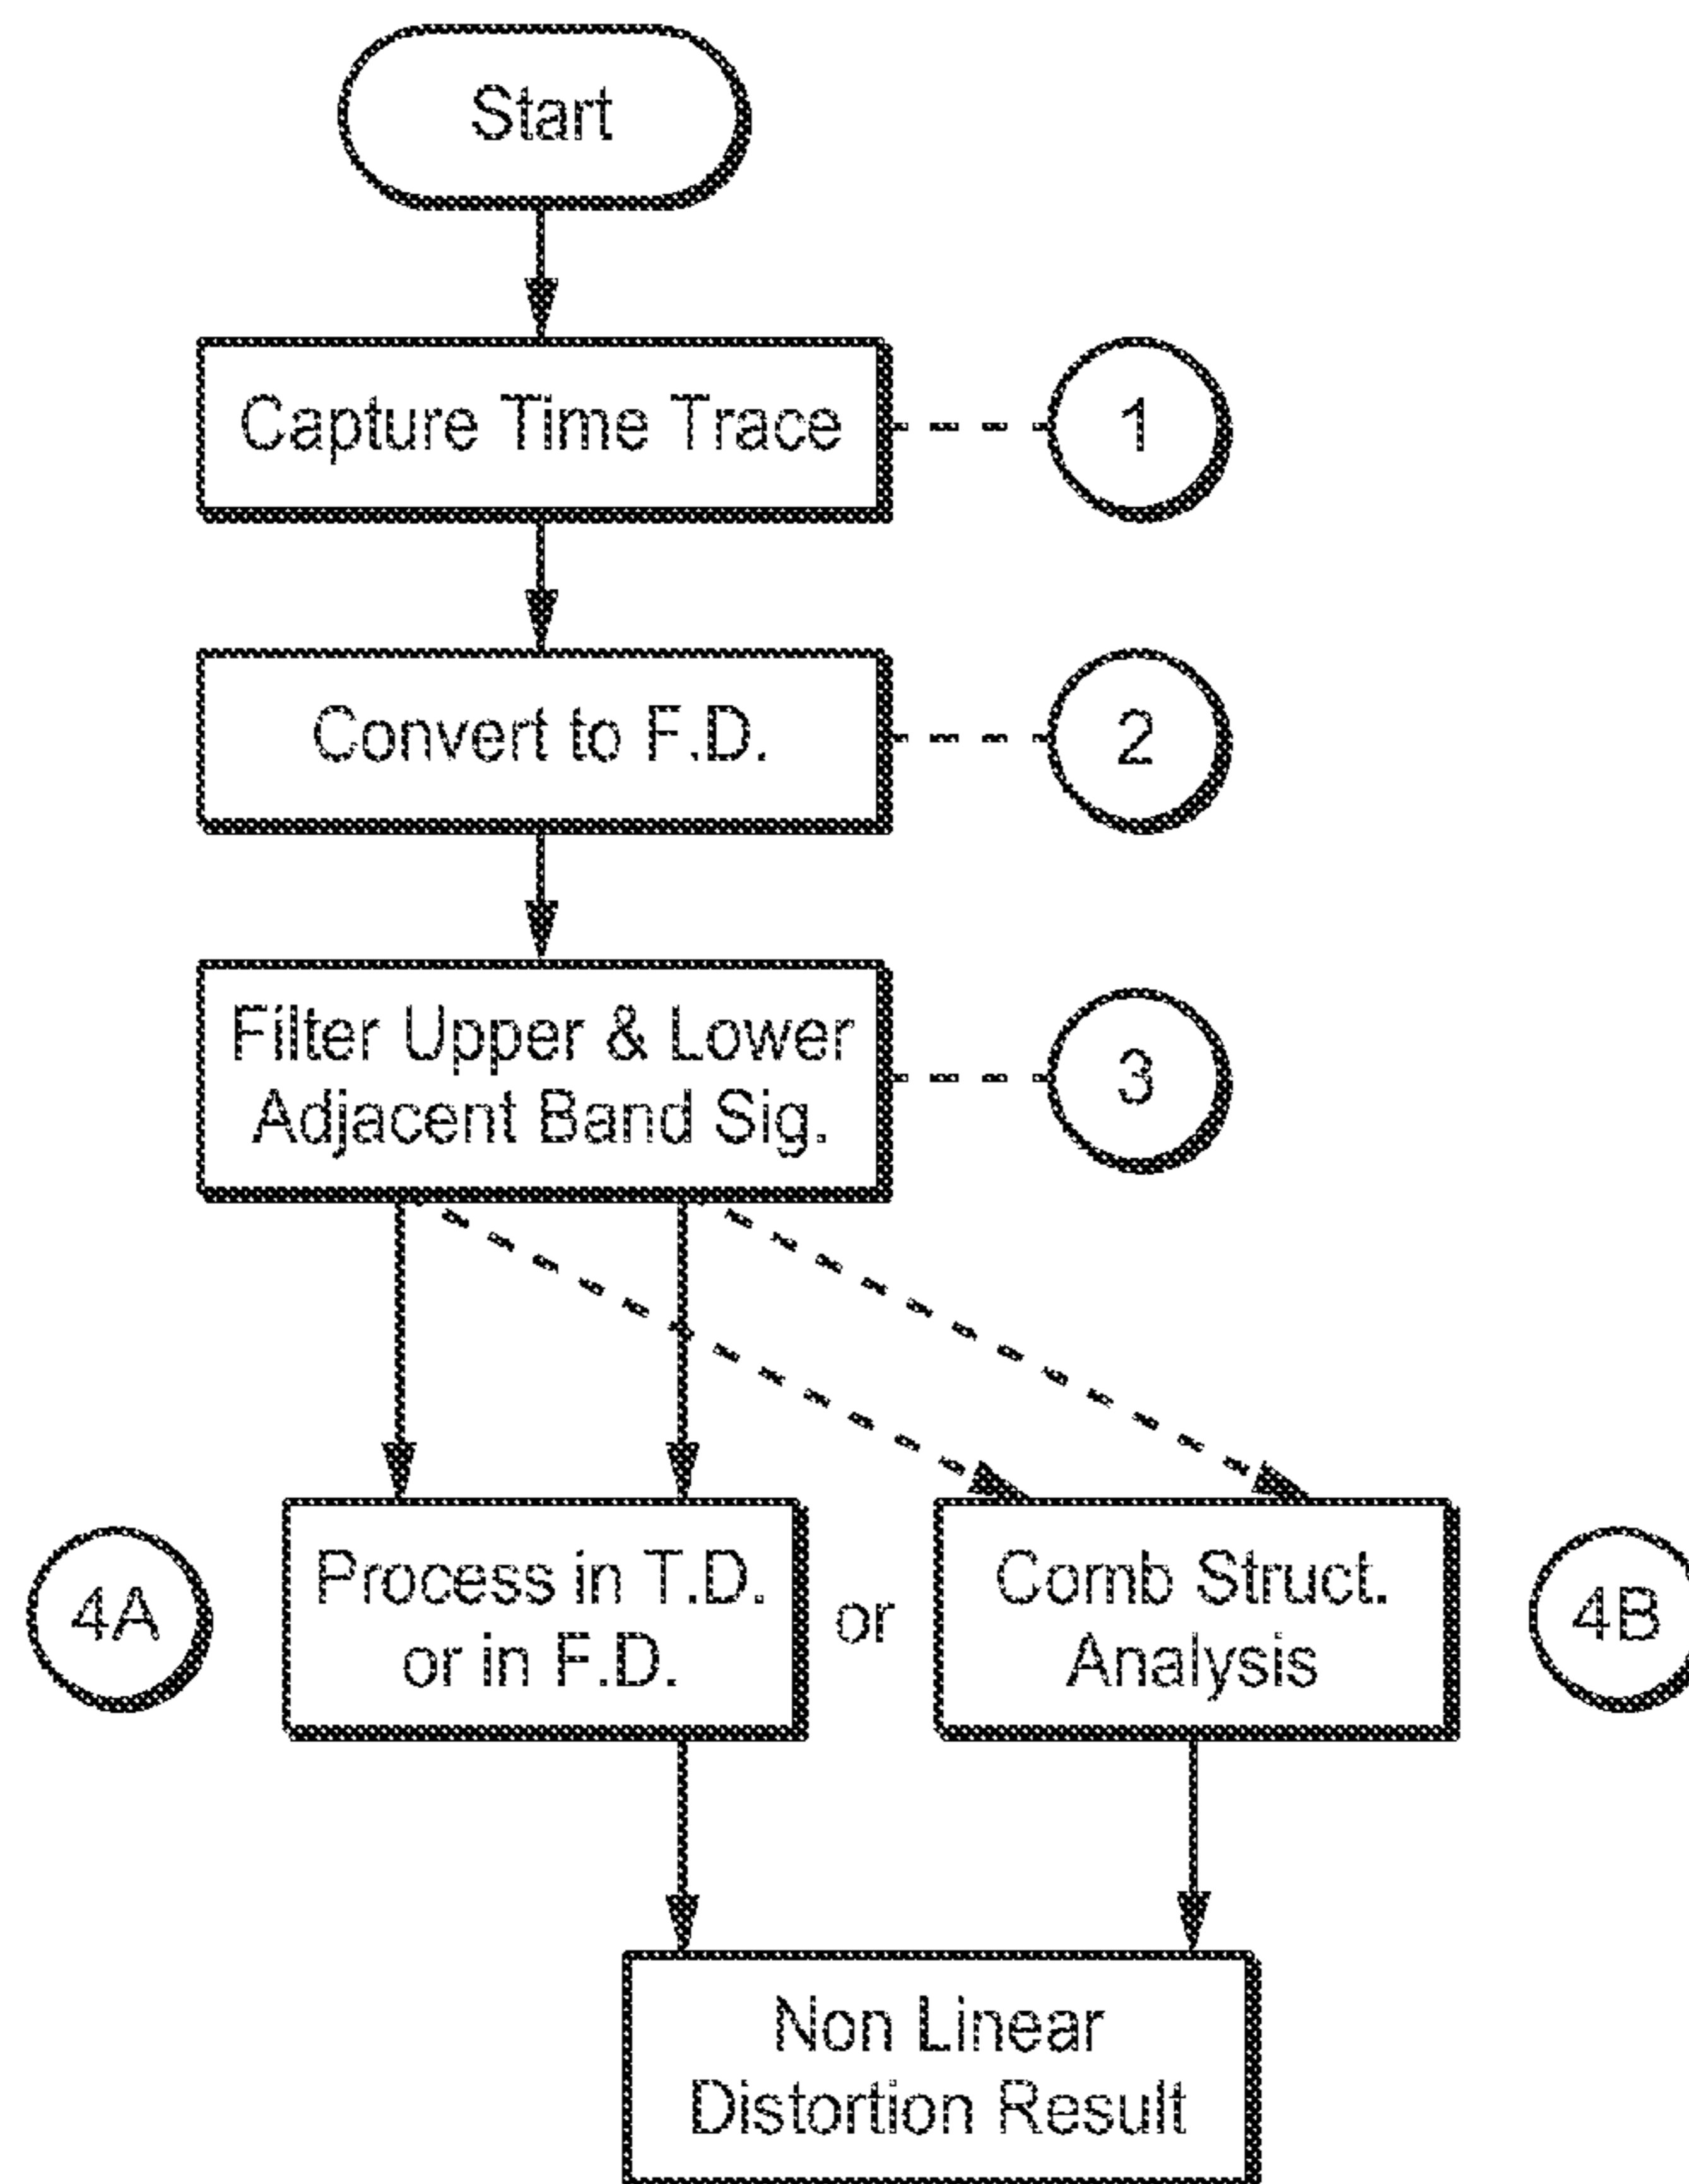 Start
Capture Time Trace
1
Convert to F.D.
2
Filter Upper & Lower
Adjacent Band Sig.
3
4A
Process in T.D.
or in F.D.
or
Comb Struct.
Analysis
4B
Non Linear
Distortion Result